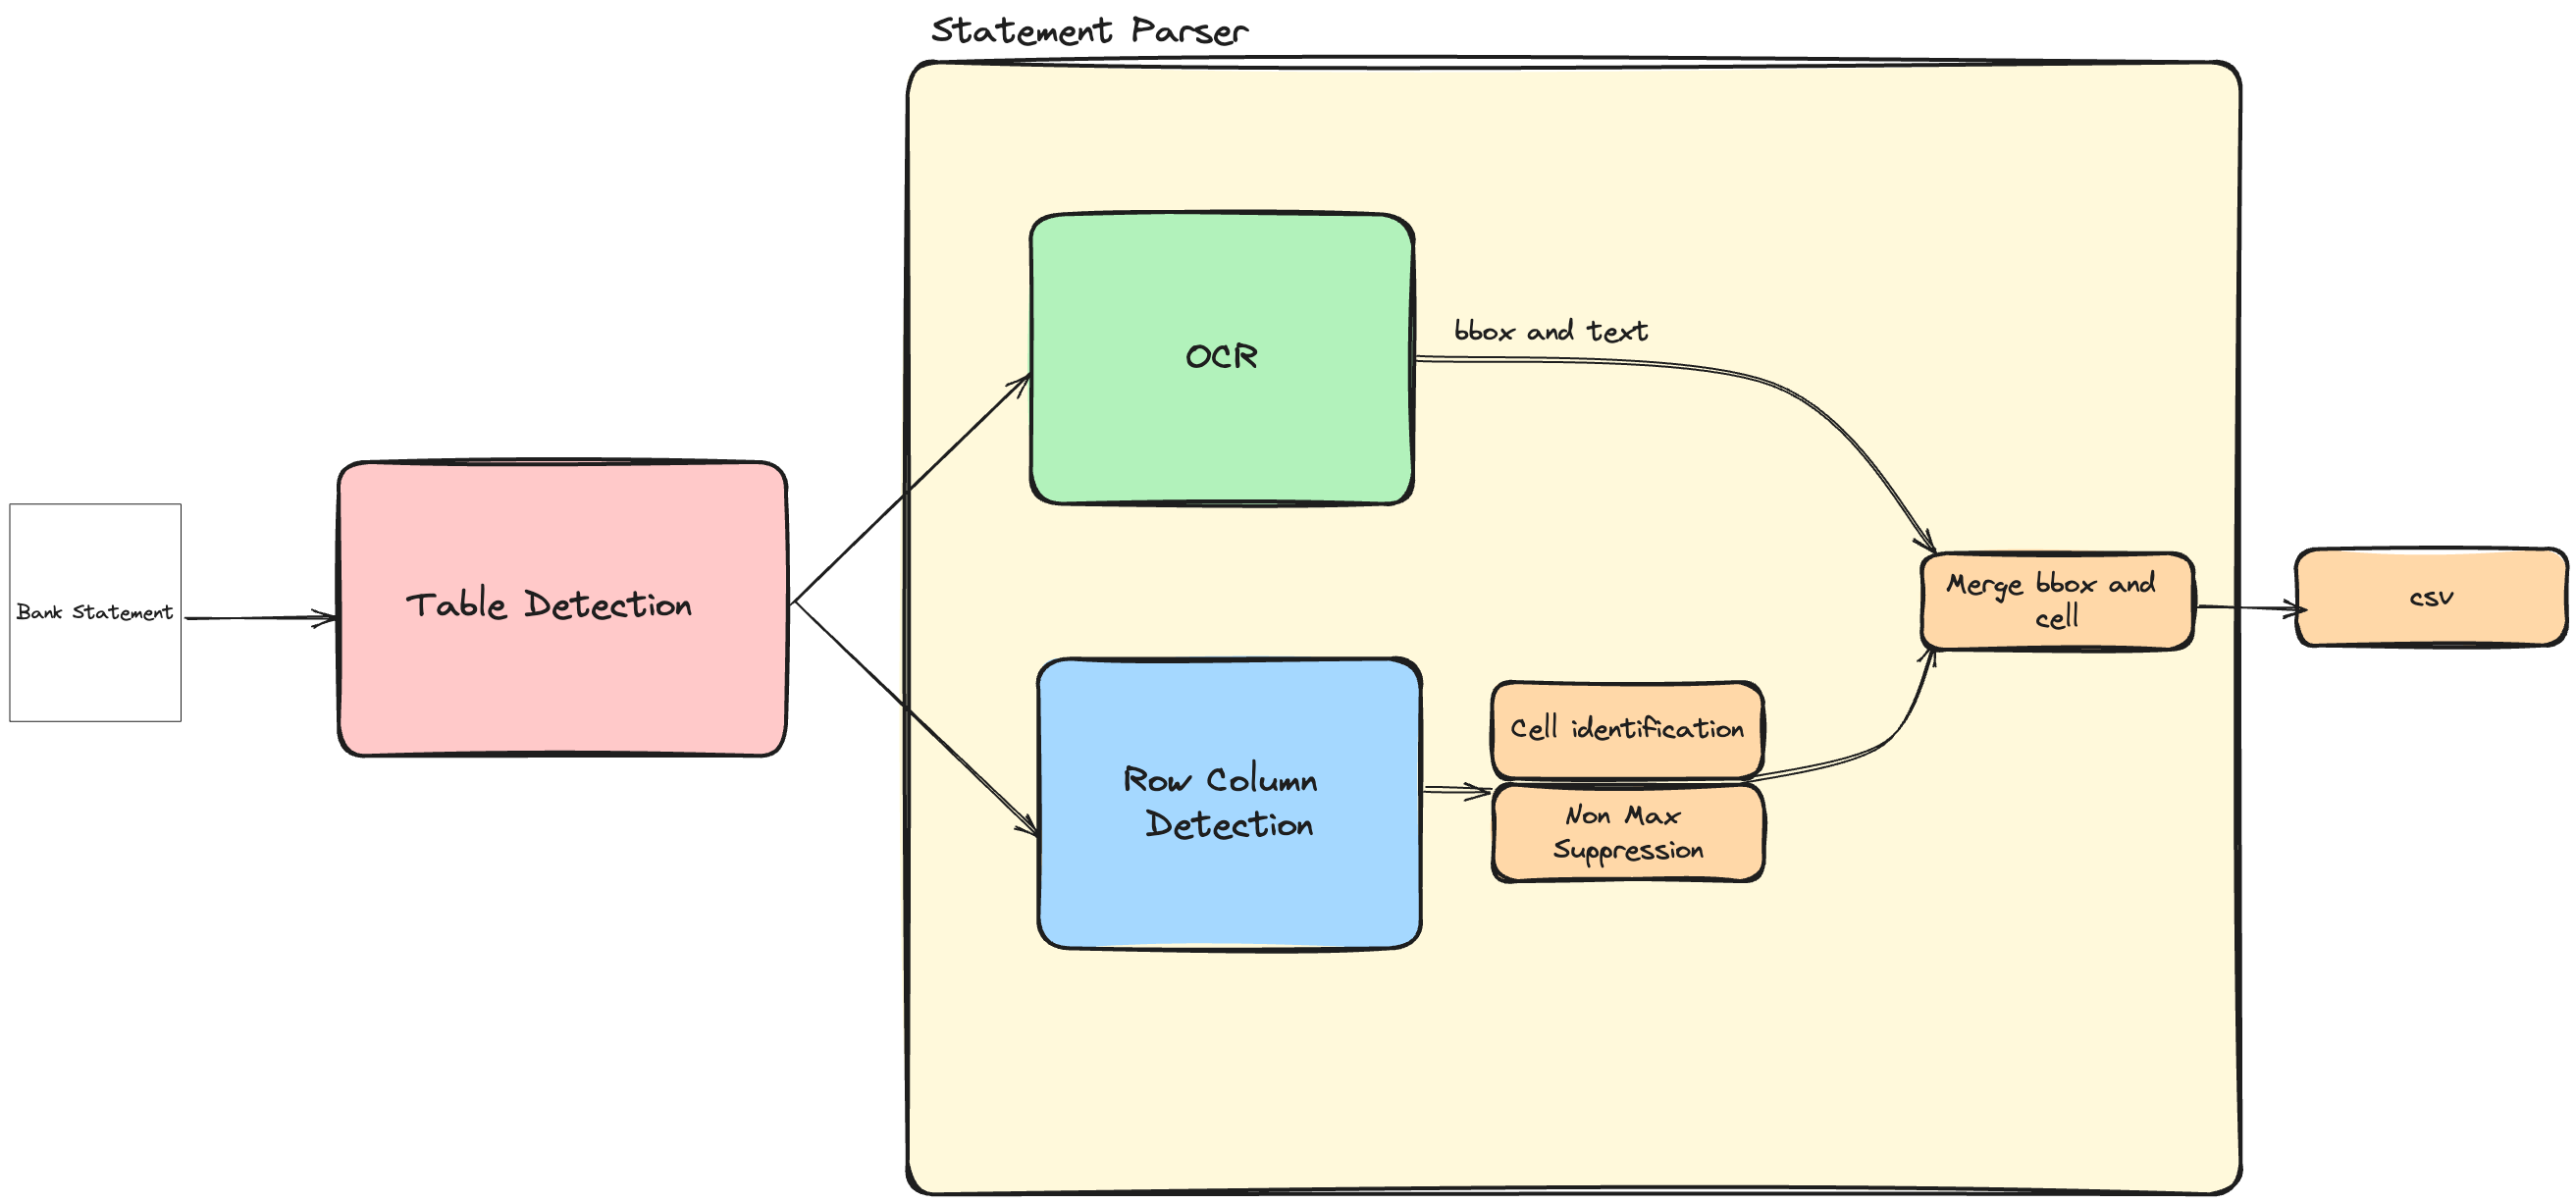 Statement Parser
OCR
bbox and text
Bank Statement
Table Detection
Merge bbox and
cell
csv
Row Column
Detection
Cell identification
Non Max
Suppression